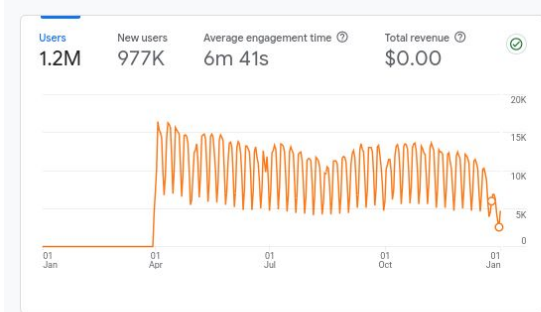 Users New users Average engagement time Total revenue
1.2M 977K 6m 41s $0.00
20K
15K
10K
5K
0
01 01 01 01 01
Jan Apr Jul Oct Jan